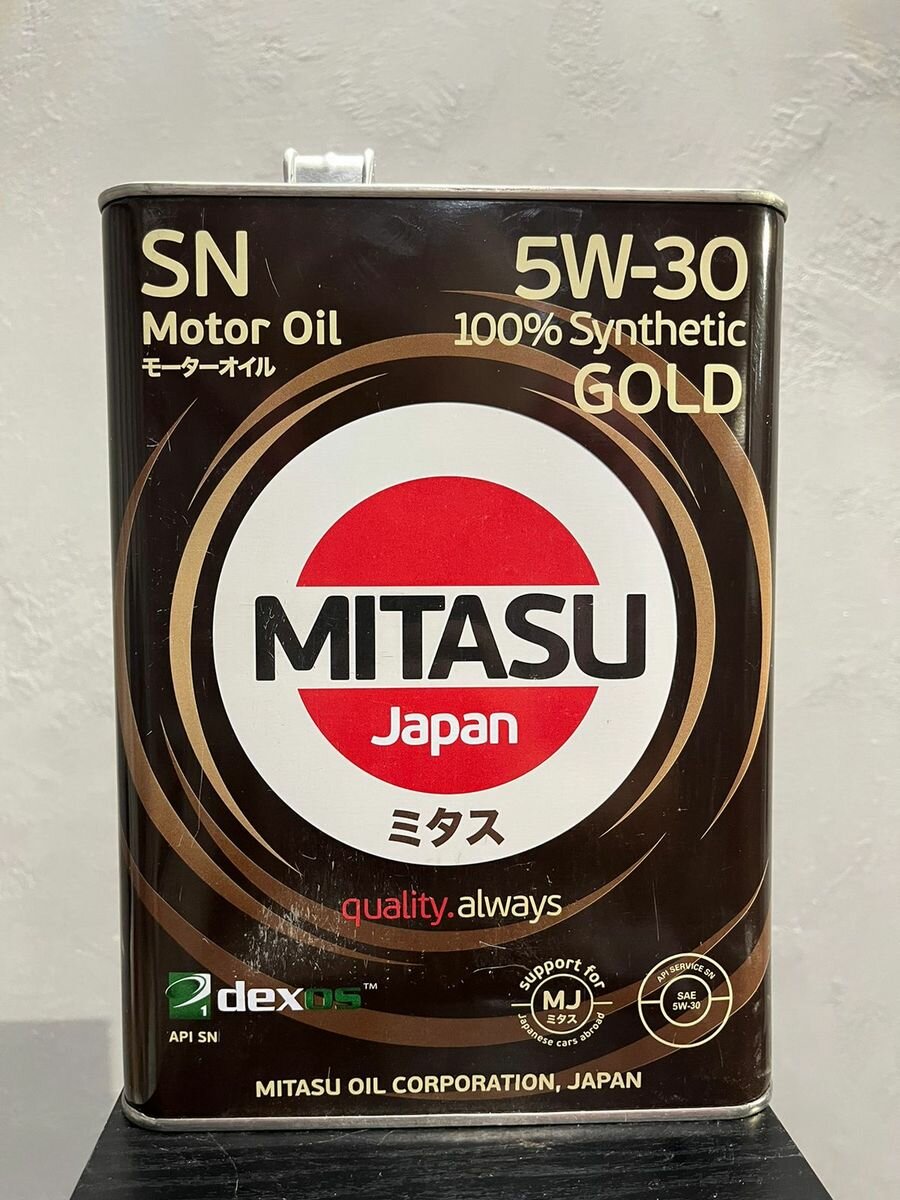 SN
Motor Oil
モーターオイル
5W-30
100% Synthetic
GOLD
MITASU
Japan
ミタス
quality.always
1 dexos™
API SN
support for
MJ
ミタス
Japanese cars abroad
API SERVICE SN
SAE
5W-30
MITASU OIL CORPORATION, JAPAN